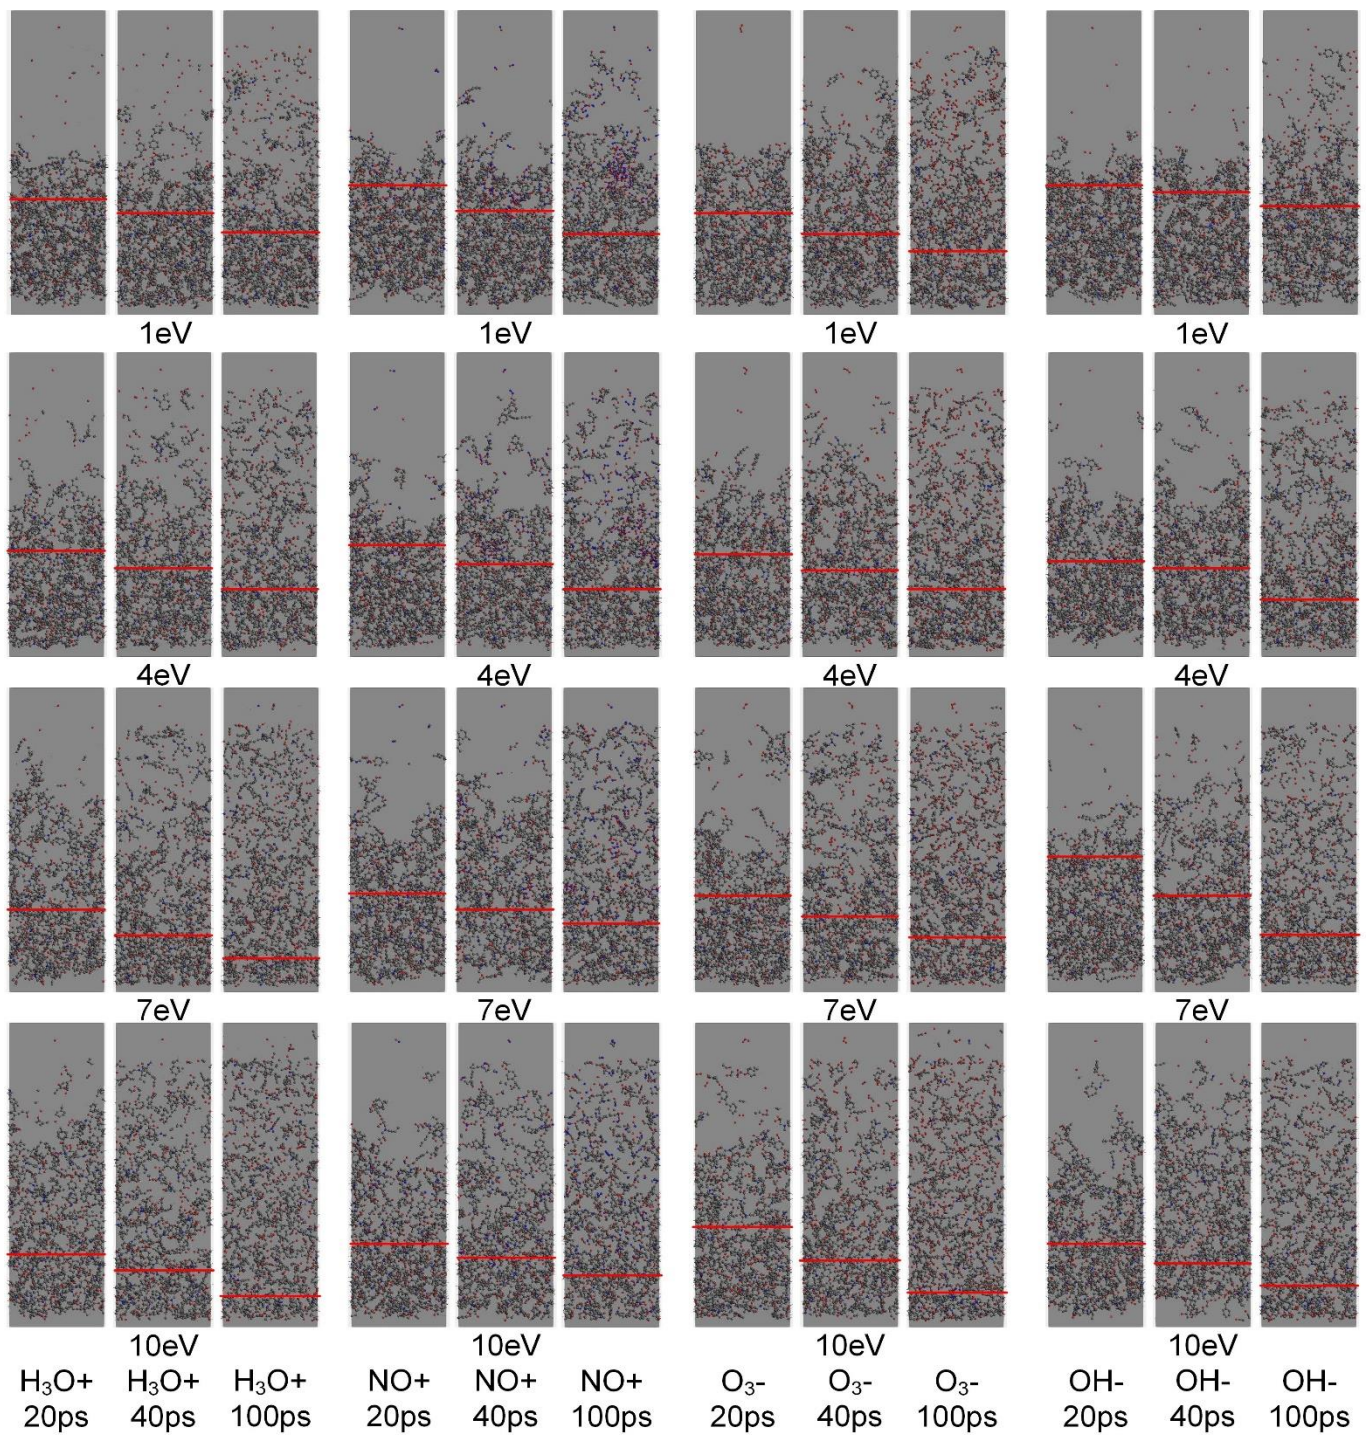 1eV 1eV 1eV 1eV
4eV 4eV 4eV 4eV
7eV 7eV 7eV 7eV
10eV 10eV 10eV 10eV
H₃O+ H₃O+ H₃O+ NO+ NO+ NO+ O₃- O₃- O₃- OH- OH- OH-
20ps 40ps 100ps 20ps 40ps 100ps 20ps 40ps 100ps 20ps 40ps 100ps